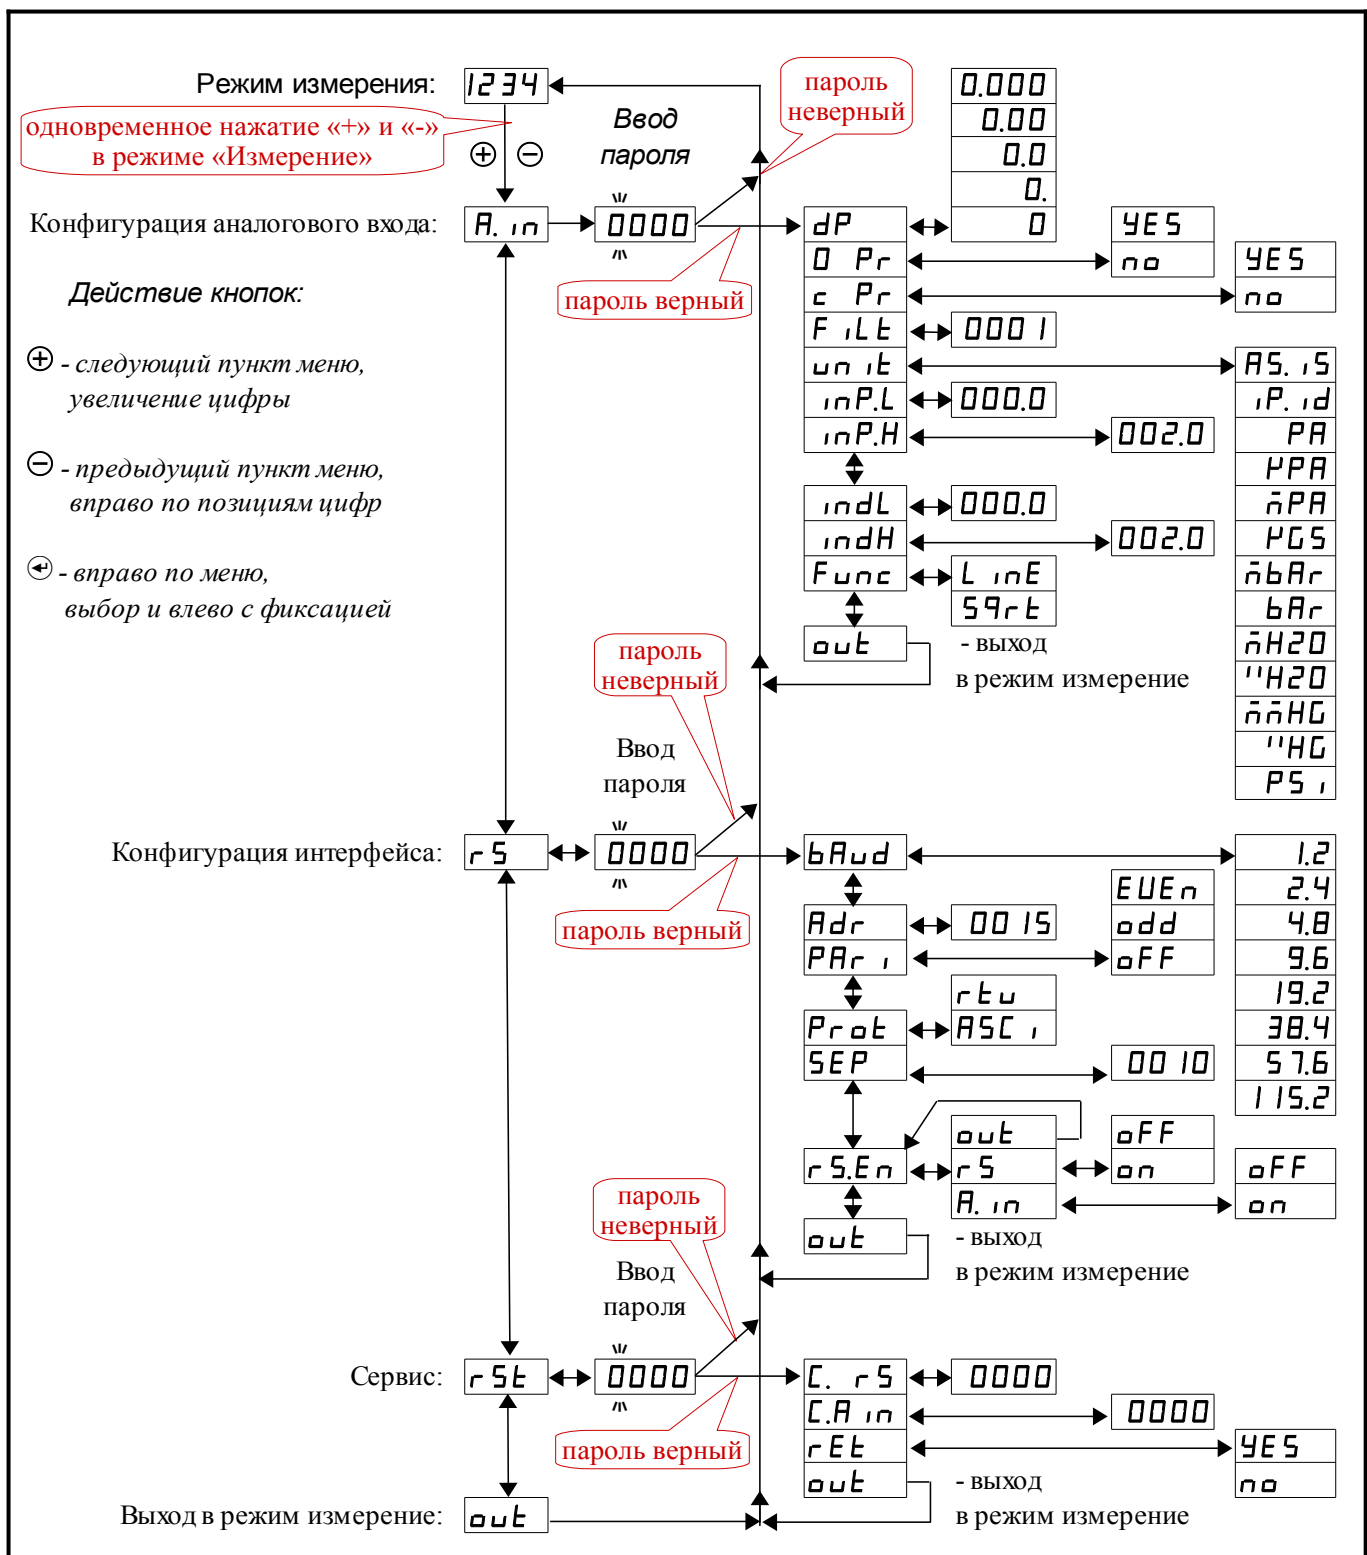 Режим измерения:
1234
одновременное нажатие «+» и «-»
в режиме «Измерение»
Ввод
пароля
пароль
неверный
0.000
0.00
0.0
0.
0
Конфигурация аналогового входа:
A. in
0000
пароль верный
dP
0 Pr
YES
no
c Pr
YES
no
FiLt
0001
unit
AS.iS
iP.id
PA
inP.L
000.0
inP.H
002.0
indL
000.0
indH
002.0
Func
LinE
Sqrt
out
- выход
в режим измерение
GS
bAr
bAr
H2O
"H2O
HG
"HG
PSi
Действие кнопок:
- следующий пункт меню,
увеличение цифры
- предыдущий пункт меню,
вправо по позициям цифр
- вправо по меню,
выбор и влево с фиксацией
пароль
неверный
Ввод
пароля
Конфигурация интерфейса:
rS
0000
пароль верный
bAud
1.2
2.4
4.8
9.6
19.2
38.4
57.6
115.2
Adr
0015
PAri
EUEn
odd
oFF
Prot
rtu
ASCi
SEP
0010
rS.En
out
rS
A. in
oFF
on
oFF
on
out
- выход
в режим измерение
пароль
неверный
Ввод
пароля
Сервис:
rSt
0000
пароль верный
C. rS
0000
C.A in
0000
rEt
YES
no
out
- выход
в режим измерение
Выход в режим измерение:
out